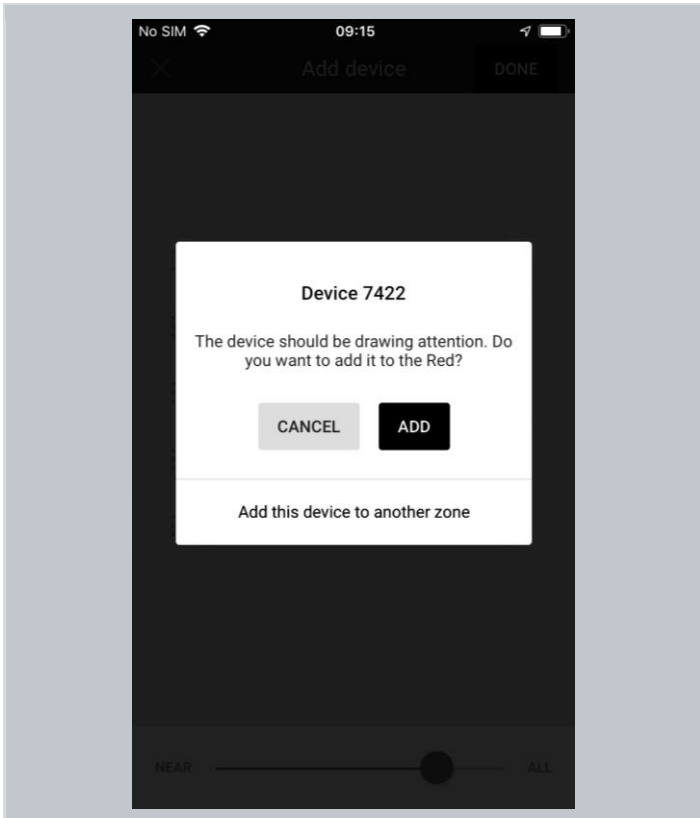 No SIM 09:15
Add device DONE
Device 7422
The device should be drawing attention. Do
you want to add it to the Red?
CANCEL ADD
Add this device to another zone
NEAR ALL